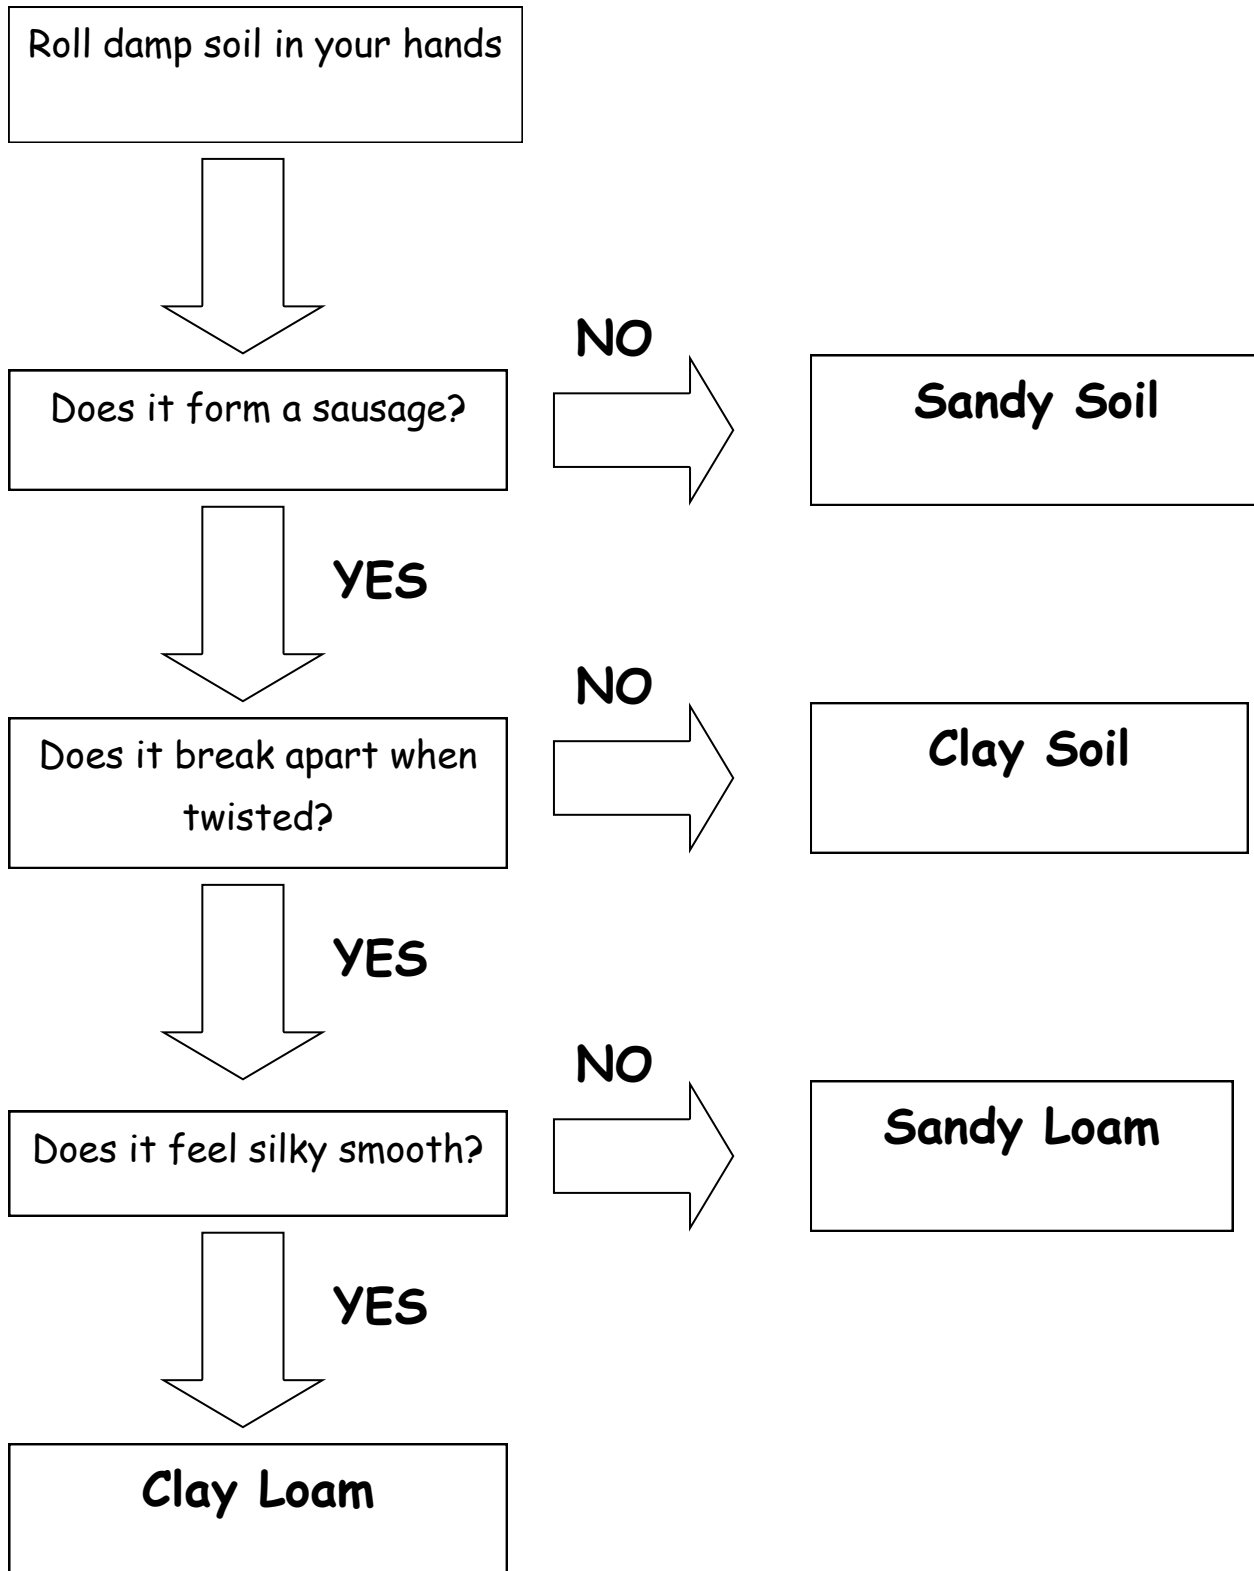 Roll damp soil in your hands
NO
Does it form a sausage?
Sandy Soil
YES
NO
Does it break apart when
twisted?
Clay Soil
YES
NO
Does it feel silky smooth?
Sandy Loam
YES
Clay Loam